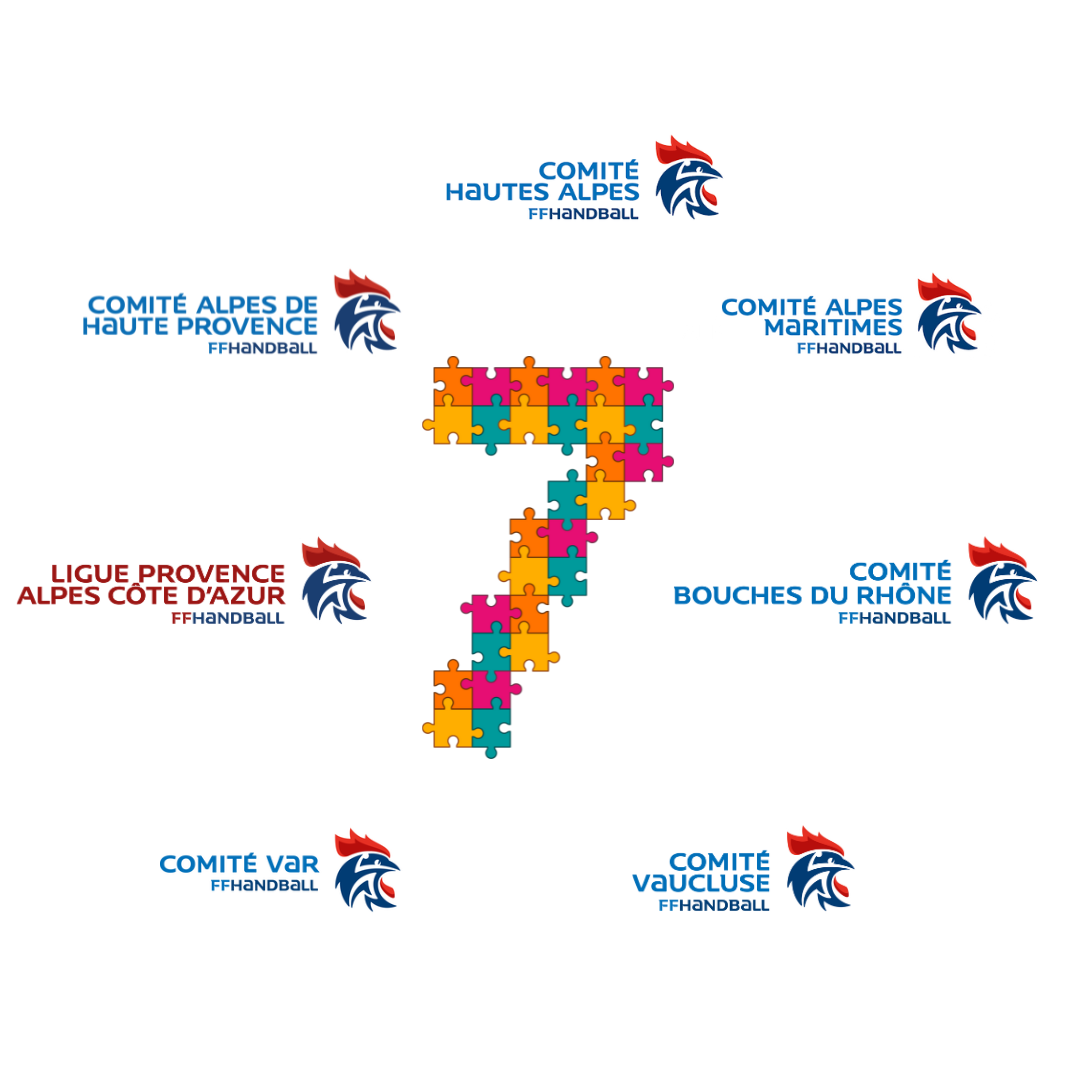 COMITÉ
HAUTES ALPES
FFHANDBALL
COMITÉ ALPES DE
HAUTE PROVENCE
FFHANDBALL
COMITÉ ALPES
MARITIMES
FFHANDBALL
7
LIGUE PROVENCE
ALPES CÔTE D'AZUR
FFHANDBALL
COMITÉ
BOUCHES DU RHÔNE
FFHANDBALL
COMITÉ VAR
FFHANDBALL
COMITÉ
VAUCLUSE
FFHANDBALL